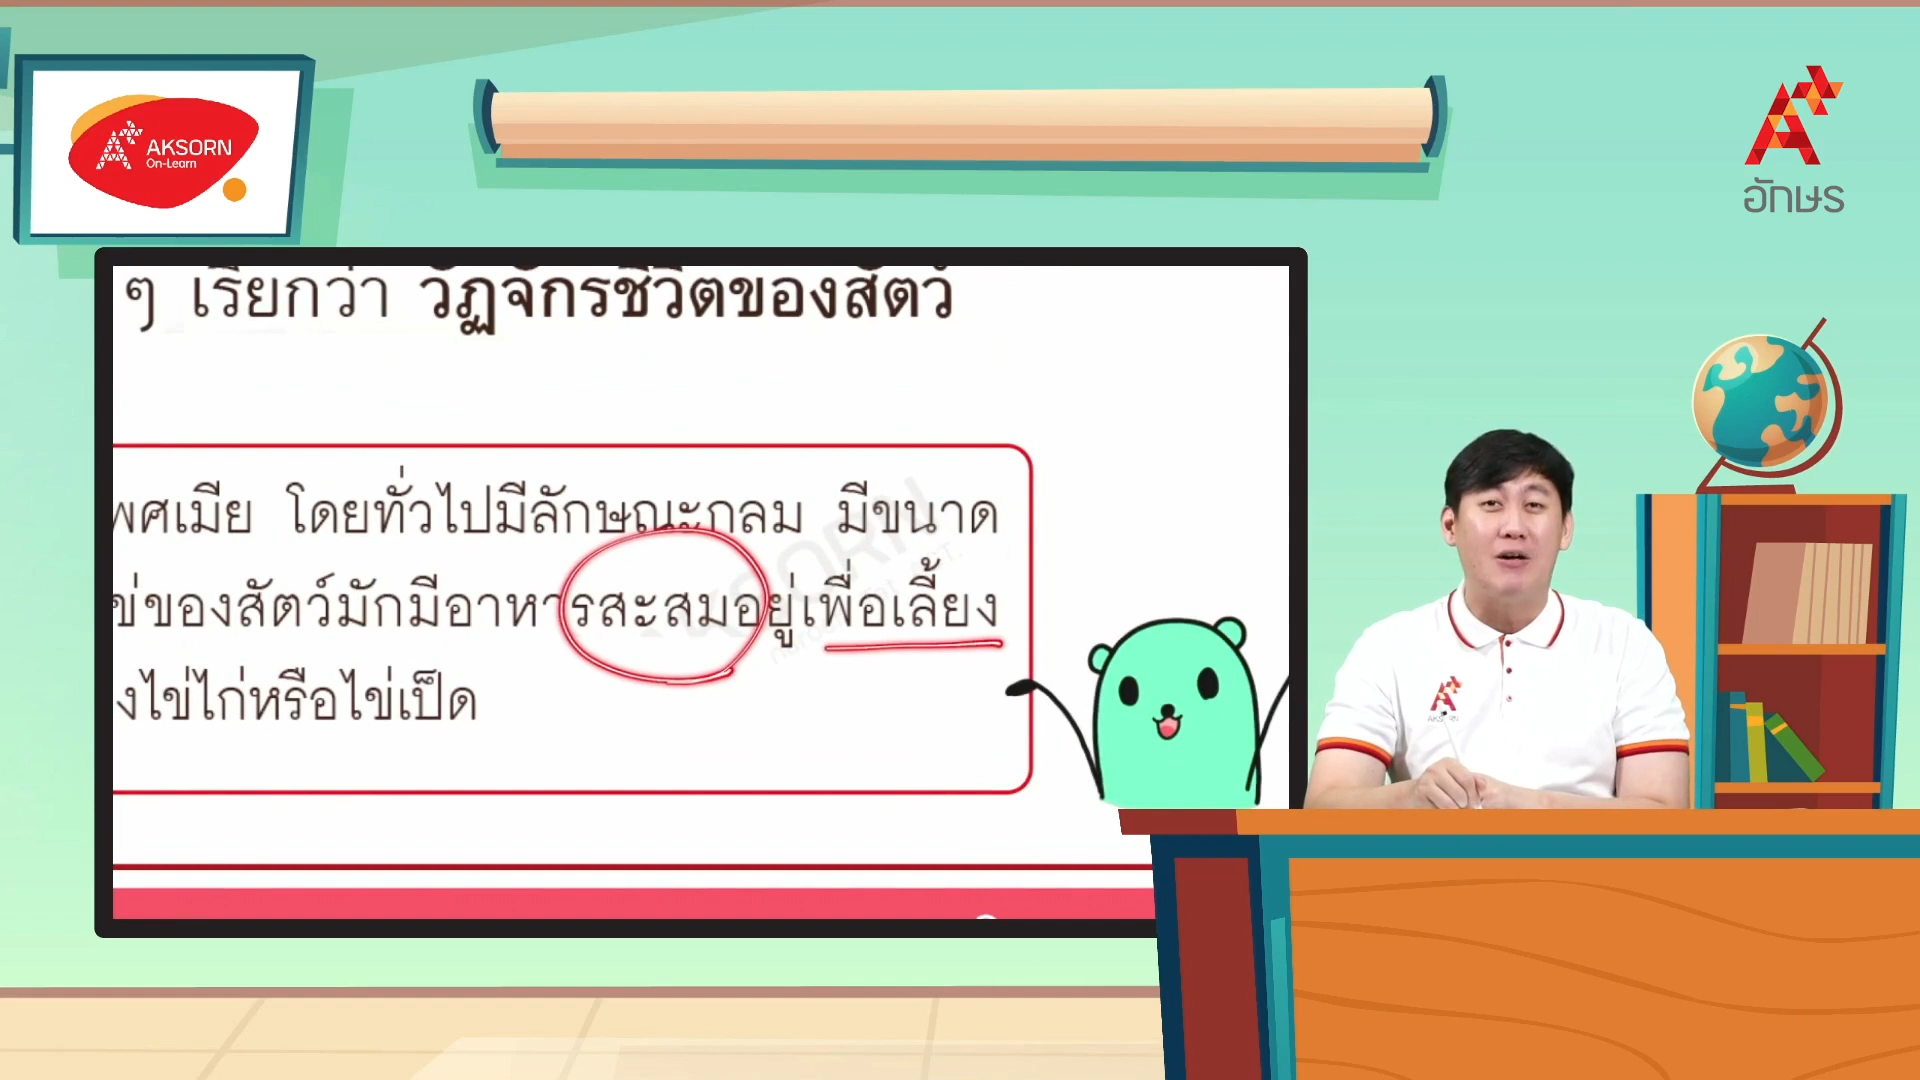 AKSORN
On-Learn
อักษร
ๆ เรียกว่า วัฏจักรชีวิตของสัตว์
พศเมีย โดยทั่วไปมีลักษณะกลม มีขนาด
ข่ของสัตว์มักมีอาหารสะสมอยู่เพื่อเลี้ยง
งไข่ไก่หรือไข่เป็ด
AKSORN